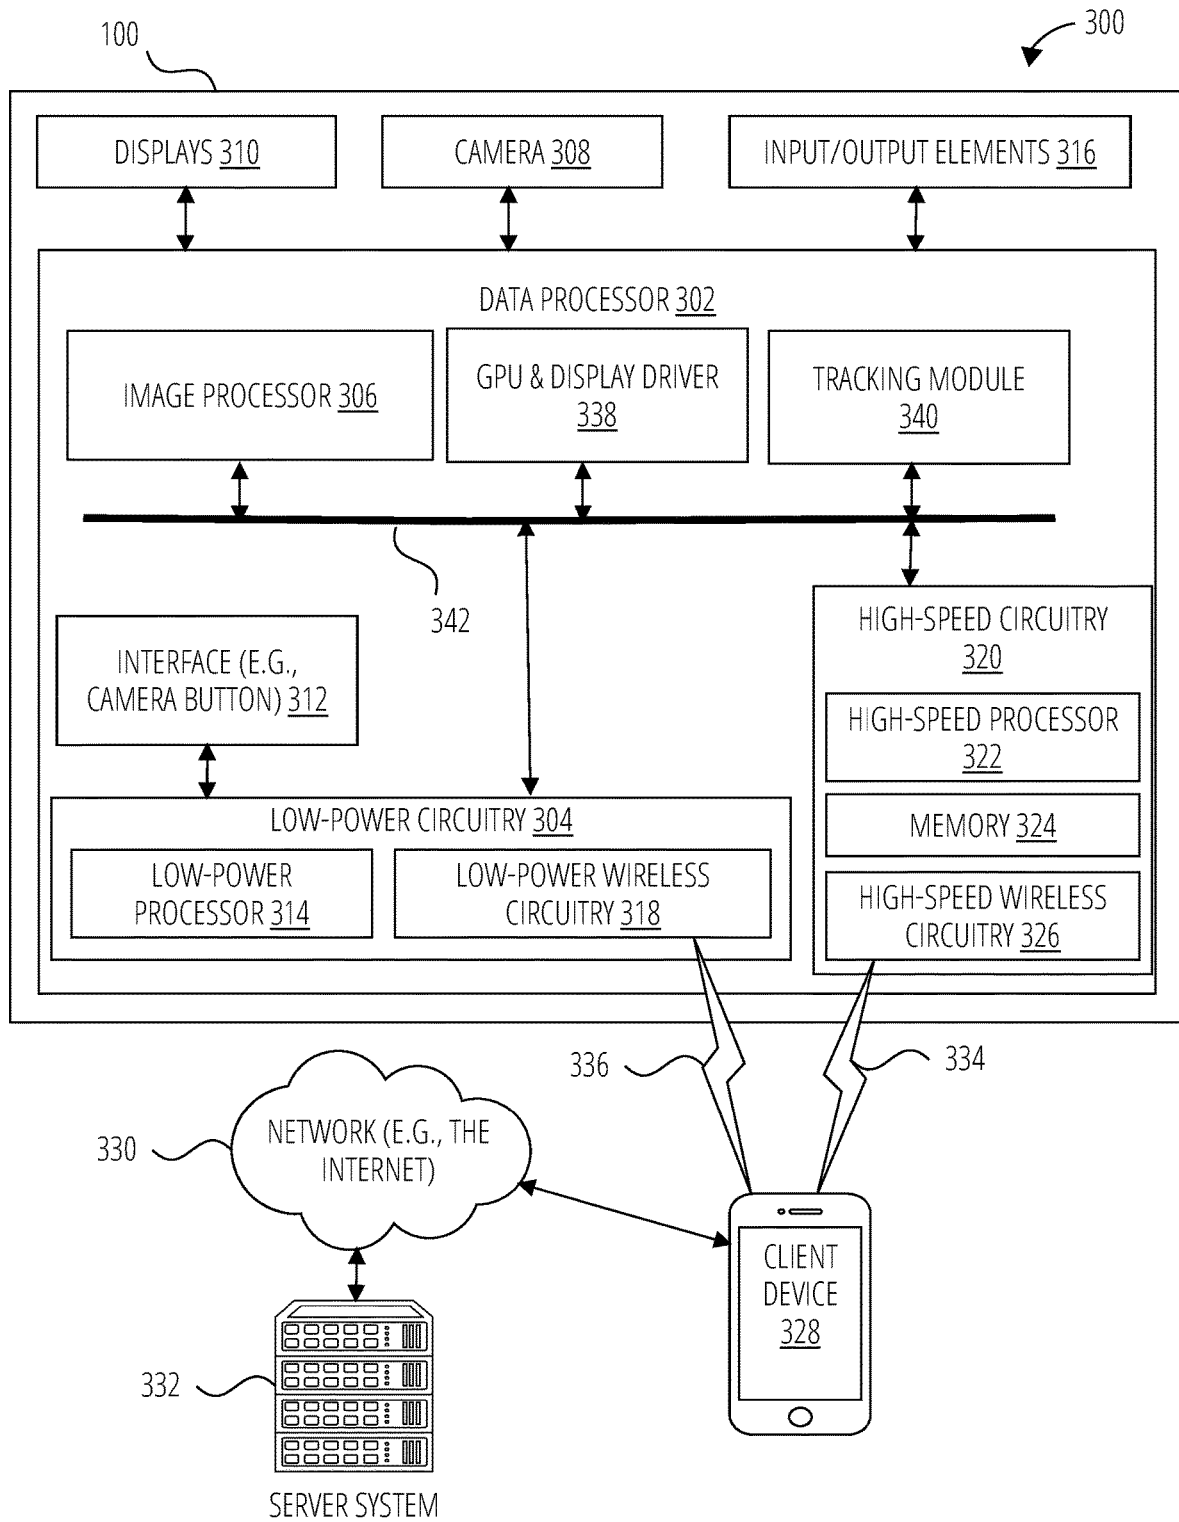 100
300
DISPLAYS 310
CAMERA 308
INPUT/OUTPUT ELEMENTS 316
DATA PROCESSOR 302
IMAGE PROCESSOR 306
GPU & DISPLAY DRIVER
338
TRACKING MODULE
340
342
INTERFACE (E.G.,
CAMERA BUTTON) 312
HIGH-SPEED CIRCUITRY
320
HIGH-SPEED PROCESSOR
322
MEMORY 324
HIGH-SPEED WIRELESS
CIRCUITRY 326
LOW-POWER CIRCUITRY 304
LOW-POWER
PROCESSOR 314
LOW-POWER WIRELESS
CIRCUITRY 318
336
334
330
NETWORK (E.G., THE
INTERNET)
CLIENT
DEVICE
328
332
SERVER SYSTEM